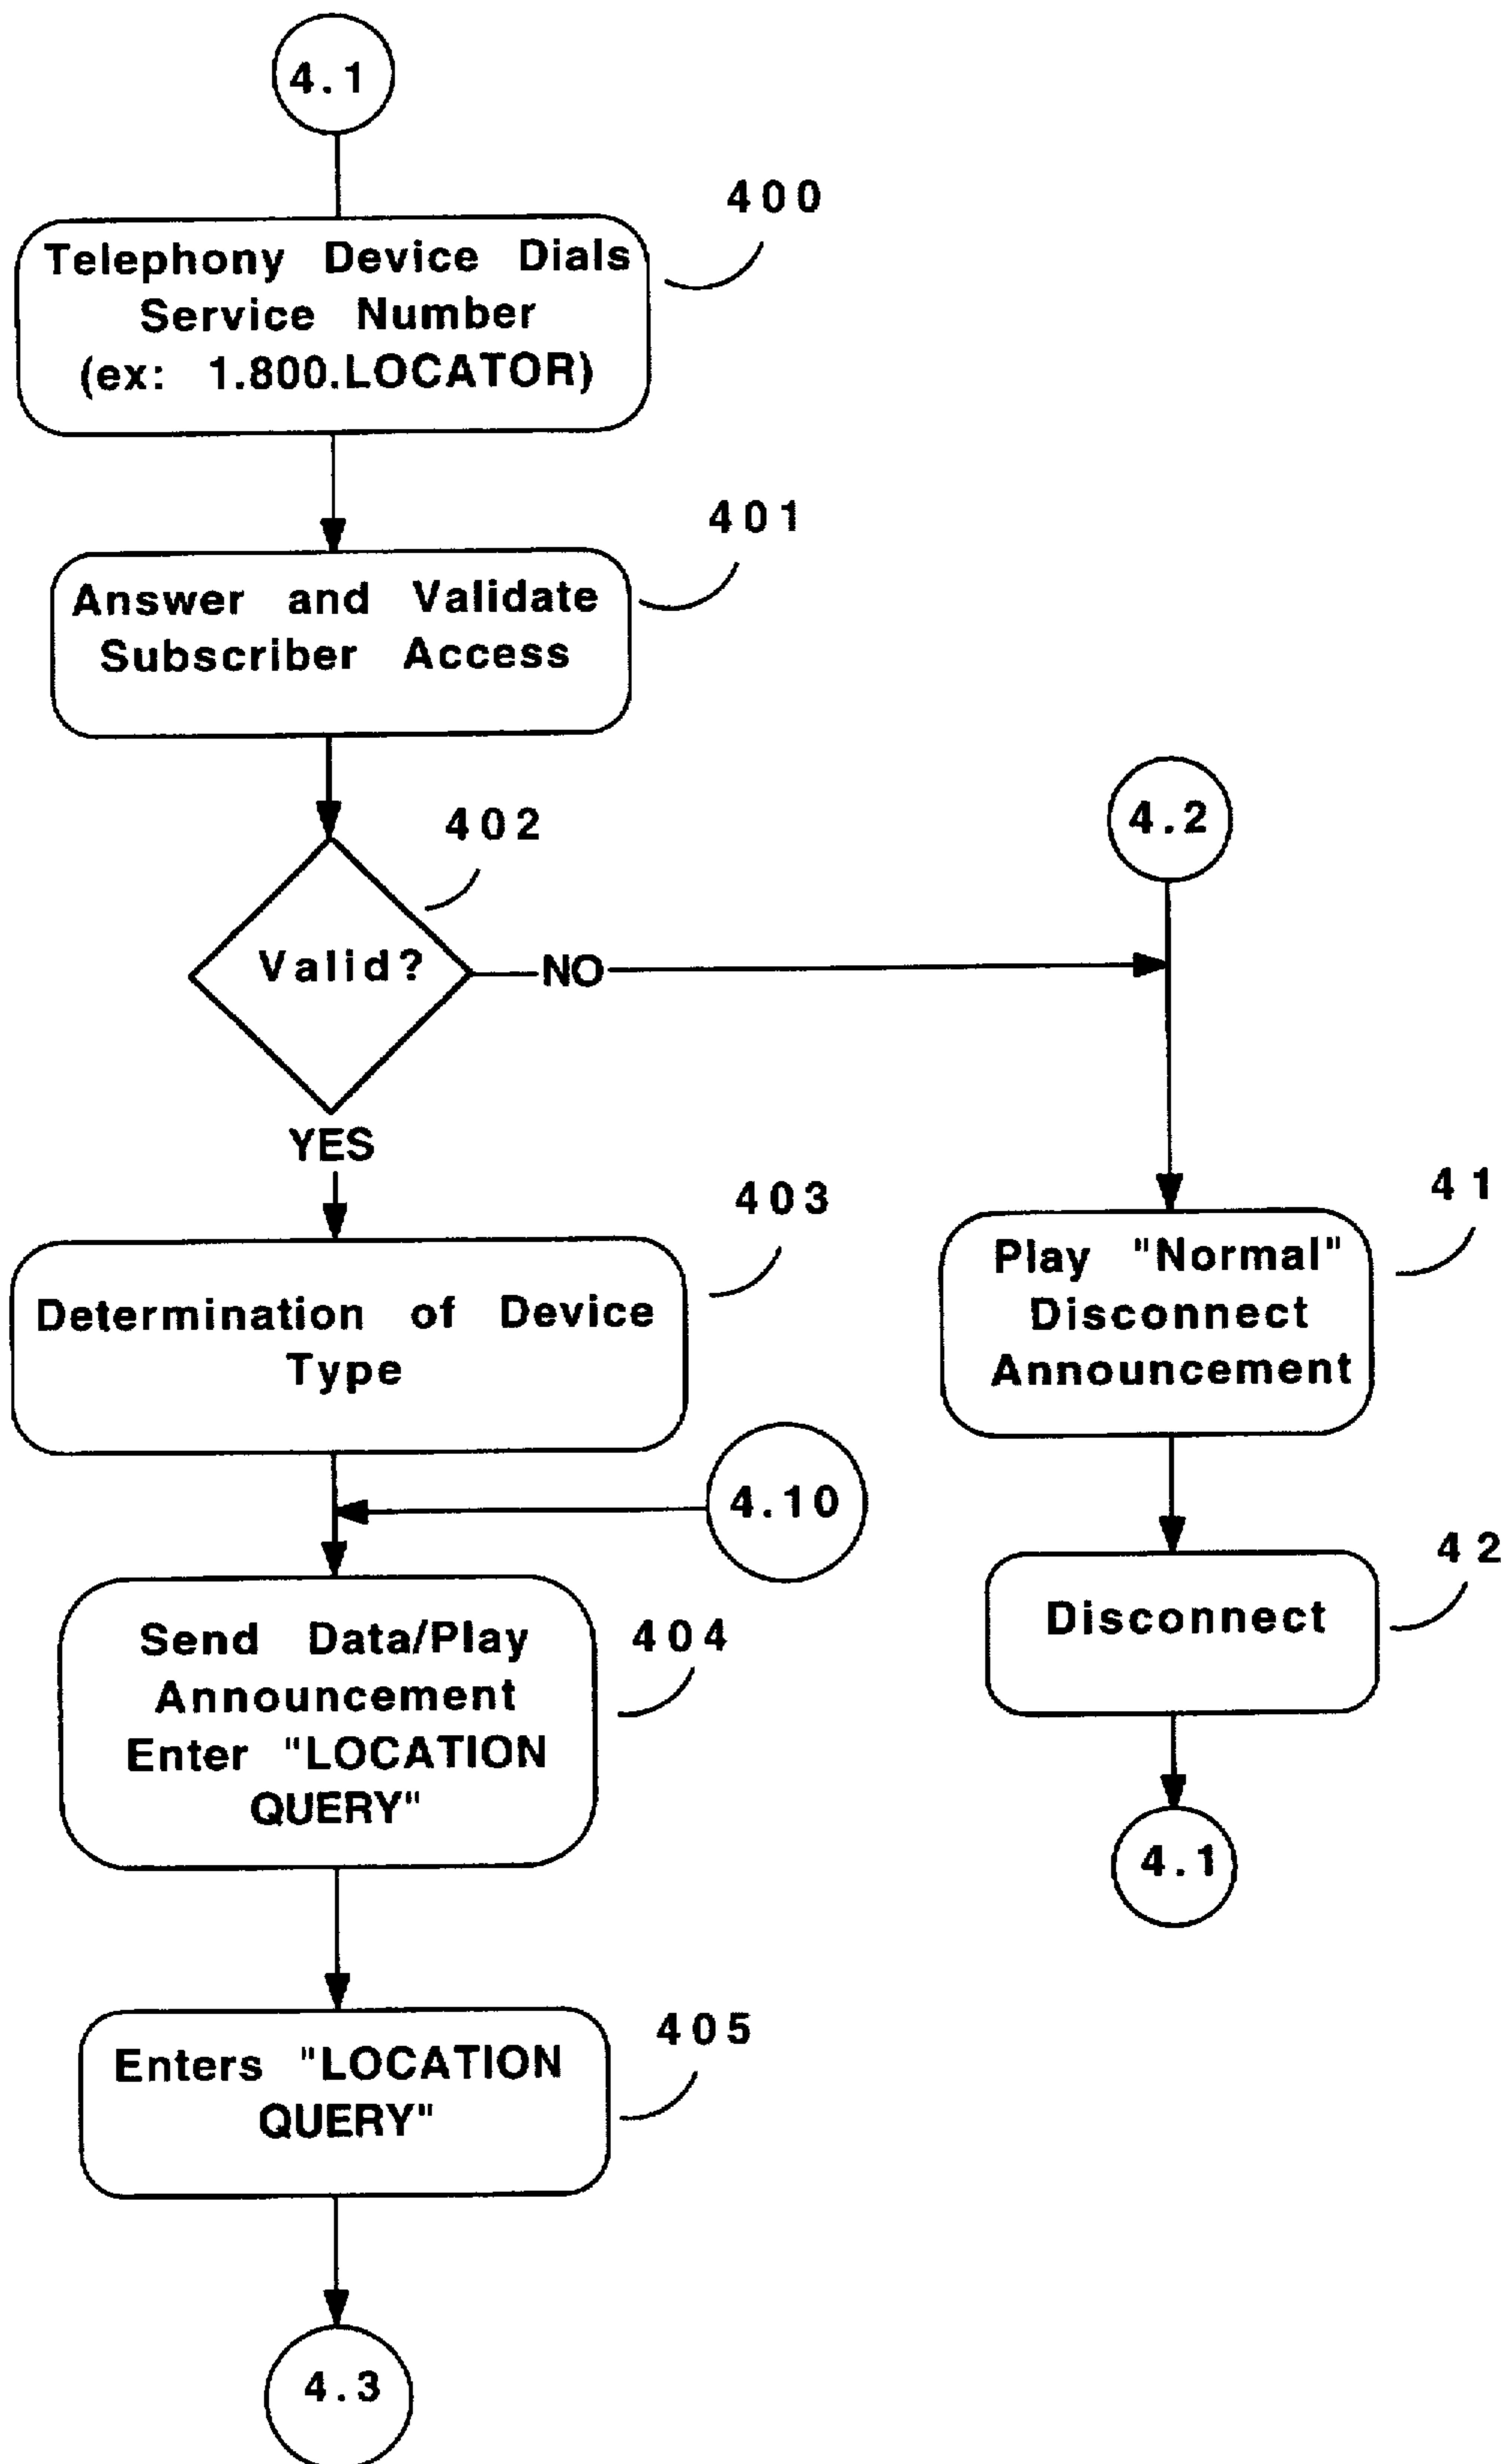 4.1
400
Telephony Device Dials
Service Number
(ex: 1.800.LOCATOR)
401
Answer and Validate
Subscriber Access
402
Valid?
NO
YES
4.2
403
Determination of Device
Type
4.10
41
Play "Normal"
Disconnect
Announcement
404
Send Data/Play
Announcement
Enter "LOCATION
QUERY"
42
Disconnect
4.1
405
Enters "LOCATION
QUERY"
4.3